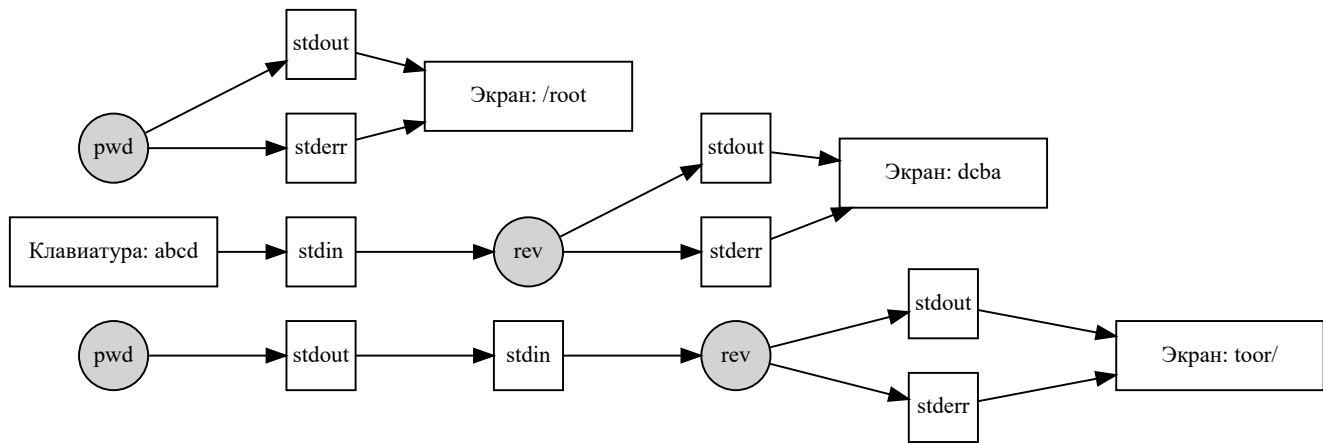 stdout
Экран: /root
pwd
stderr
stdout
Экран: dcba
Клавиатура: abcd
stdin
rev
stderr
stdout
pwd
stdout
stdin
rev
Экран: toor/
stderr